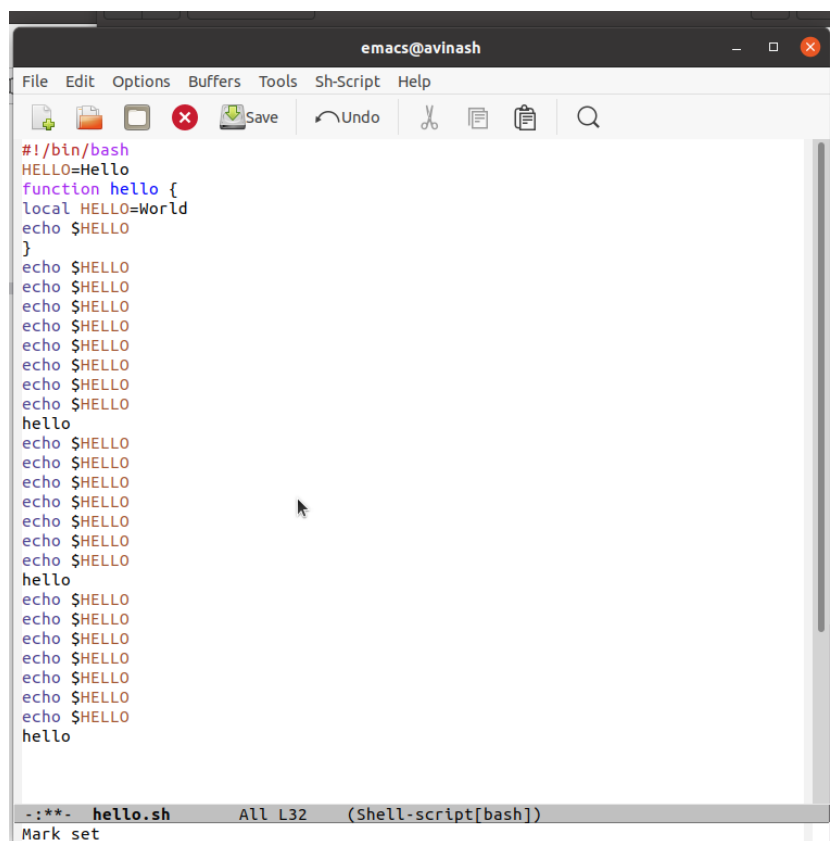 emacs@avinash
File Edit Options Buffers Tools Sh-Script Help
Save Undo
#!/bin/bash
HELLO=Hello
function hello {
local HELLO=World
echo $HELLO
}
echo $HELLO
echo $HELLO
echo $HELLO
echo $HELLO
echo $HELLO
echo $HELLO
echo $HELLO
echo $HELLO
hello
echo $HELLO
echo $HELLO
echo $HELLO
echo $HELLO
echo $HELLO
echo $HELLO
echo $HELLO
hello
echo $HELLO
echo $HELLO
echo $HELLO
echo $HELLO
echo $HELLO
echo $HELLO
echo $HELLO
hello
-:**- hello.sh All L32 (Shell-script[bash])
Mark set